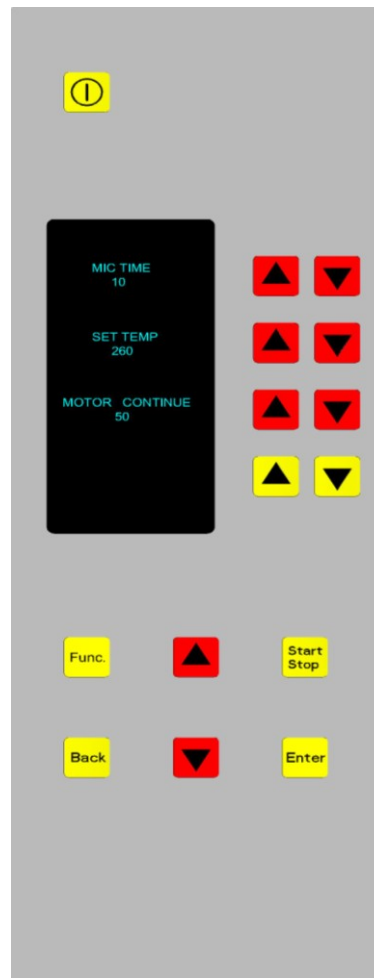 MIC TIME
10
SET TEMP
260
MOTOR CONTINUE
50
Func.
Start
Stop
Back
Enter